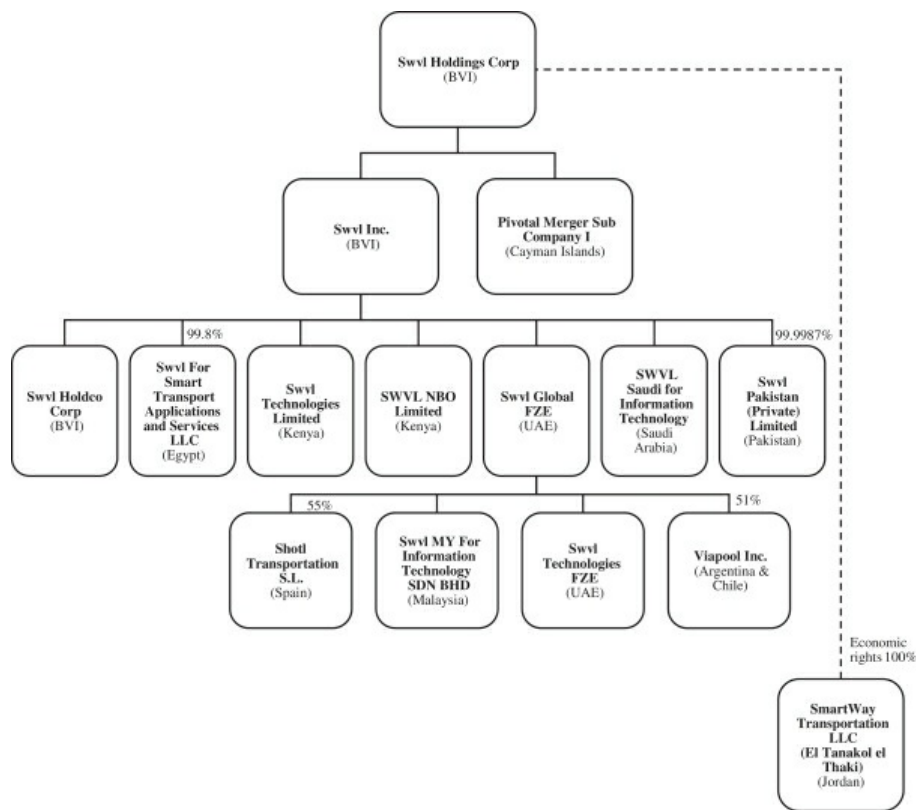 Swvl Holdings Corp
(BVI)
Swvl Inc.
(BVI)
Pivotal Merger Sub
Company I
(Cayman Islands)
Swvl Holdco
Corp
(BVI)
99.8%
Swvl For
Smart
Transport
Applications
and Services
LLC
(Egypt)
Swvl
Technologies
Limited
(Kenya)
SWVL NBO
Limited
(Kenya)
Swvl Global
FZE
(UAE)
SWVL
Saudi for
Information
Technology
(Saudi
Arabia)
99.9987%
Swvl
Pakistan
(Private)
Limited
(Pakistan)
55%
Shotl
Transportation
S.L.
(Spain)
Swvl MY For
Information
Technology
SDN BHD
(Malaysia)
Swvl
Technologies
FZE
(UAE)
51%
Viapool Inc.
(Argentina &
Chile)
Economic
rights 100%
SmartWay
Transportation
LLC
(El Tanakol el
Thaki)
(Jordan)